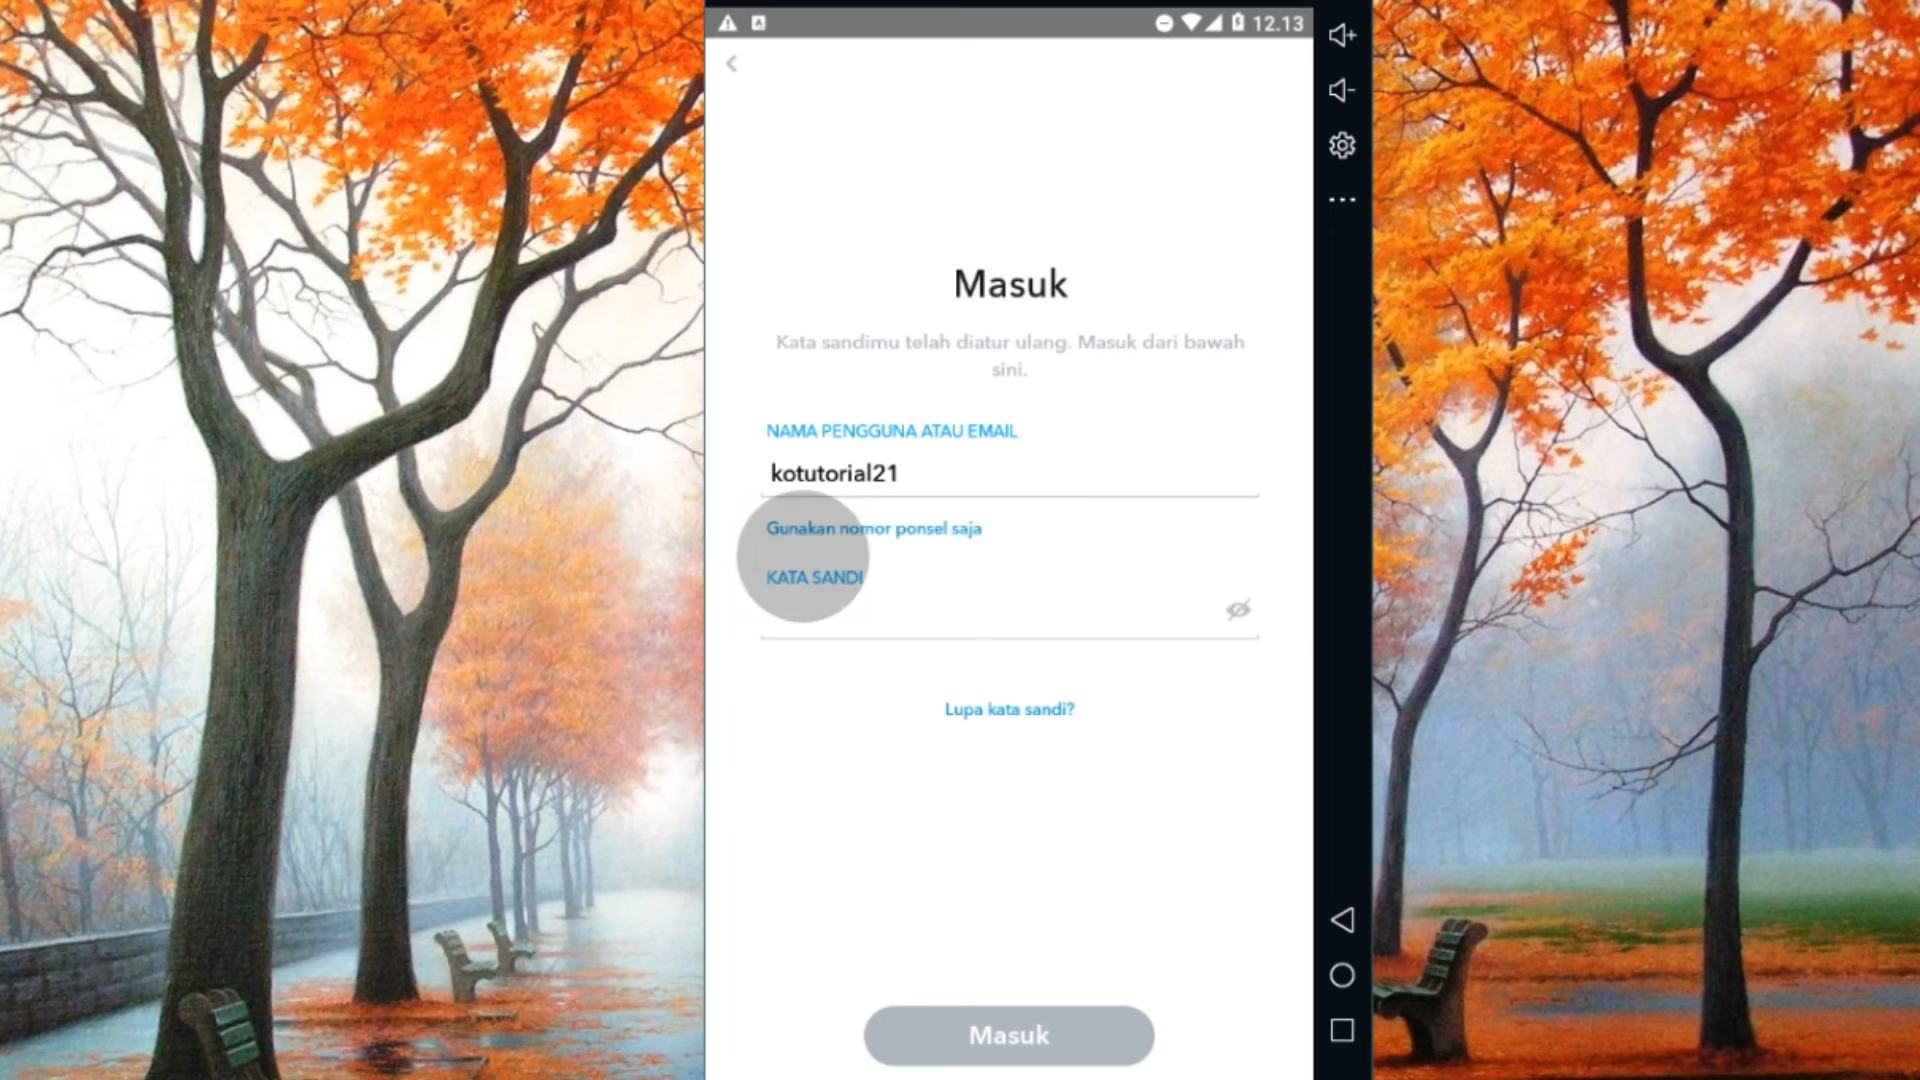 12.13
Masuk
Kata sandimu telah diatur ulang. Masuk dari bawah
sini.
NAMA PENGGUNA ATAU EMAIL
kotutorial21
Gunakan nomor ponsel saja
KATA SANDI
Lupa kata sandi?
Masuk